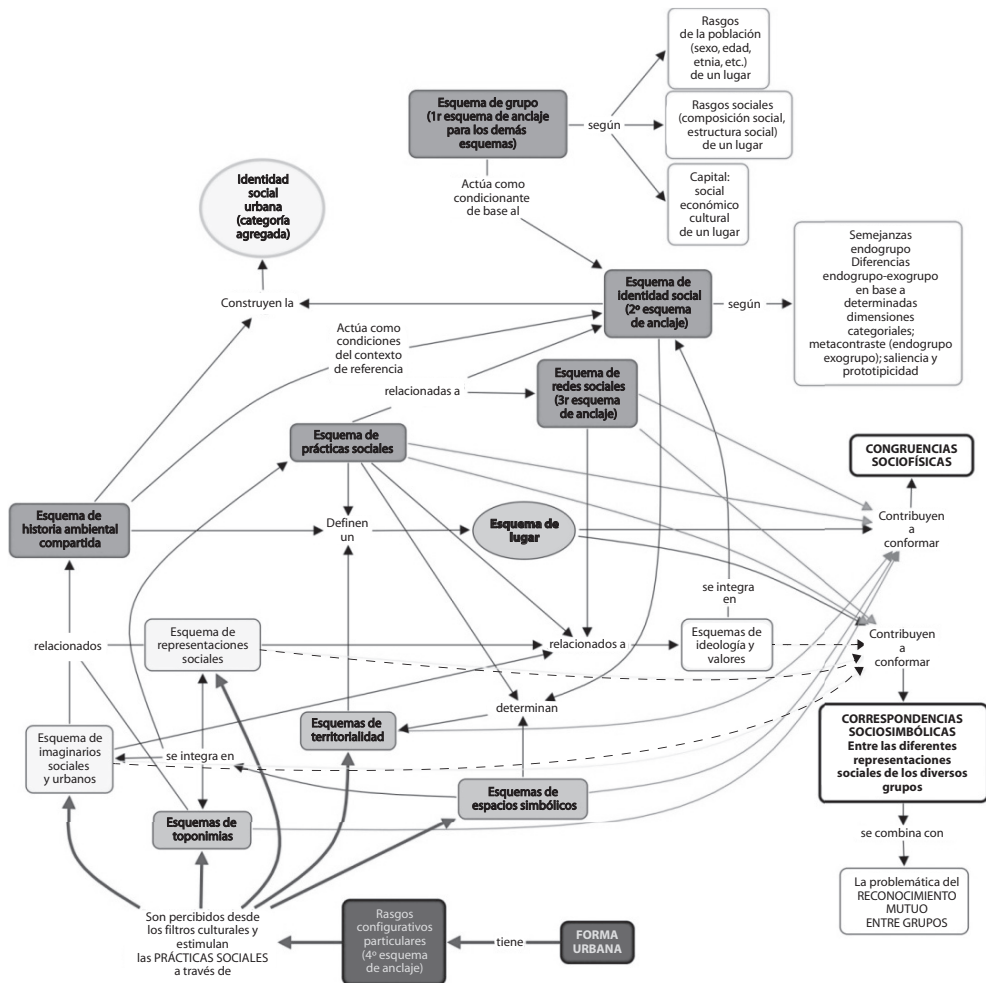 Rasgos
de la población
(sexo, edad,
etnia, etc.)
de un lugar
Esquema de grupo
(1r esquema de anclaje
para los demás
esquemas)
según
Rasgos sociales
(composición social,
estructura social)
de un lugar
Capital:
social
económico
cultural
de un lugar
Actúa como
condicionante
de base al
Identidad
social
urbana
(categoría
agregada)
Semejanzas
endogrupo
Diferencias
endogrupo-exogrupo
en base a
determinadas
dimensiones
categoriales;
metacontraste (endogrupo
exogrupo); saliencia y
prototipicidad
Esquema de
identidad social
(2º esquema
de anclaje)
según
Construyen la
Actúa como
condiciones
del contexto
de referencia
Esquema de
redes sociales
(3r esquema
de anclaje)
relacionadas a
Esquema de
prácticas sociales
CONGRUENCIAS
SOCIOFÍSICAS
Esquema de
historia ambiental
compartida
Definen
un
Esquema de
lugar
Contribuyen
a
conformar
se integra
en
relacionados
Esquema de
representaciones
sociales
relacionados a
Esquemas de
ideología y
valores
Contribuyen
a
conformar
determinan
Esquemas de
territorialidad
Esquema de
imaginarios
sociales
y urbanos
se integra en
CORRESPONDENCIAS
SOCIOSIMBÓLICAS
Entre las diferentes
representaciones
sociales de los diversos
grupos
Esquemas de
espacios simbólicos
Esquemas de
toponimias
se combina con
La problemática del
RECONOCIMIENTO
MUTUO
ENTRE GRUPOS
Son percibidos desde
los filtros culturales y
estimulan
las PRÁCTICAS SOCIALES
a través de
Rasgos
configurativos
particulares
(4º esquema
de anclaje)
tiene
FORMA
URBANA